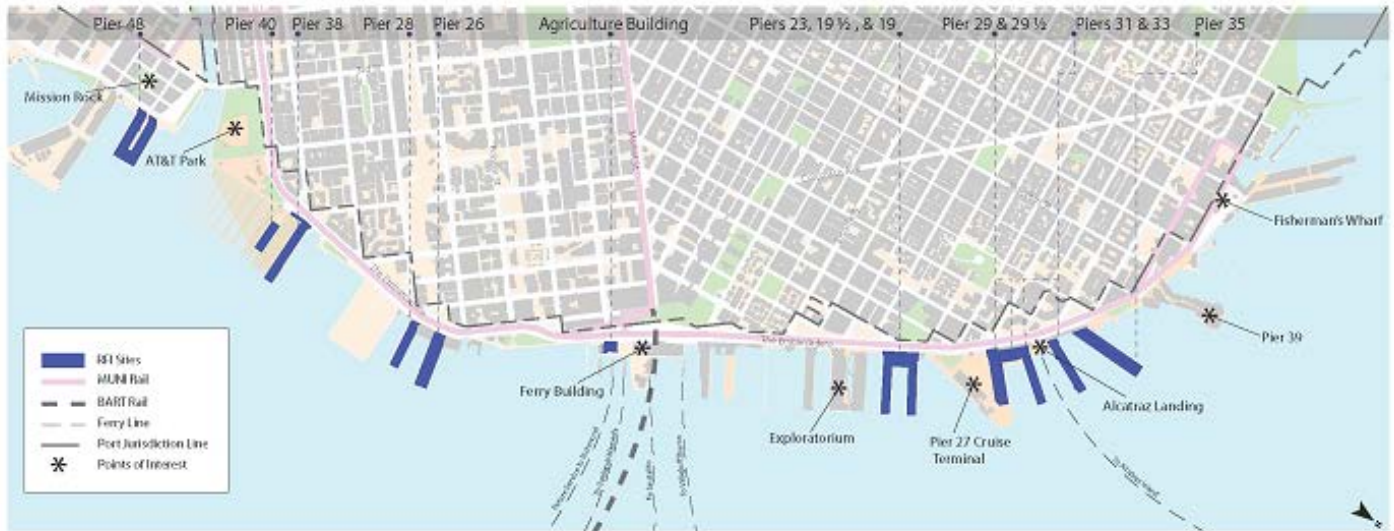 Pier 48
Pier 40
Pier 38
Pier 28
Pier 26
Agriculture Building
Piers 23, 19 ½ , & 19
Pier 29 & 29 ½
Piers 31 & 33
Pier 35
Mission Rock
AT&T Park
Fisherman's Wharf
Pier 39
The Embarcadero
Ferry Building
Exploratorium
Pier 27 Cruise
Terminal
Alcatraz Landing
RFI Sites
MUNI Rail
BART Rail
Ferry Line
Port Jurisdiction Line
Points of Interest